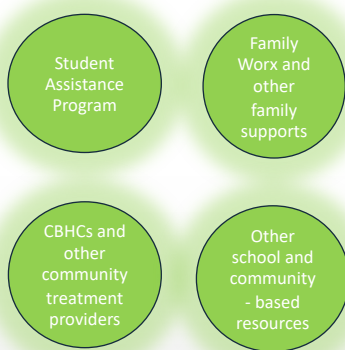 Student
Assistance
Program
Family
Worx and
other
family
supports
CBHCs and
other
community
treatment
providers
Other
school and
community
- based
resources